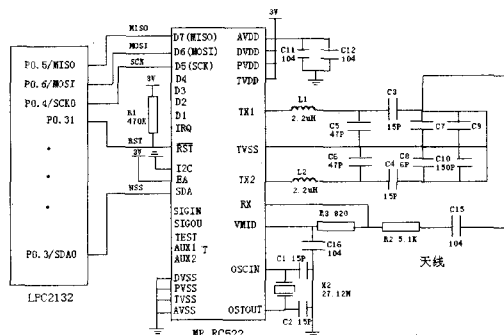 3V
MISO
D7(MISO)
AVDD
MOSI
D6(MOSI)
DVDD
C11
104
C12
104
SCK
D5(SCK)
PVDD
P0.5/MISO
D4
TVDD
3V
D3
P0.6/MOSI
D2
L1
C3
P0.4/SCK0
R1
470K
D1
TX1
2.2uH
15P
P0.31
IRQ
C5
47P
C7
C9
RST
RST
TVSS
3V
I2C
C6
47P
C8
6P
C10
150P
EA
L2
C4
NSS
SDA
TX2
2.2uH
15P
RX
SIGIN
R3 820
C15
SIGOU
VMID
R2 5.1K
104
TEST
C16
104
AUX1 T
天线
P0.3/SDA0
AUX2
C1 15P
OSCIN
LPC2132
DVSS
X2
27.12M
PVSS
TVSS
AVSS
OSTOUT
C2 15P
MF RC522